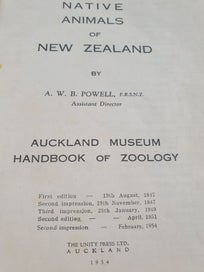 NATIVE
ANIMALS
OF
NEW ZEALAND
BY
A. W. B. POWELL, F.R.S.N.Z.
Assistant Director
AUCKLAND MUSEUM
HANDBOOK OF ZOOLOGY
First edition — 15th August, 1947
Second impression, 29th November, 1947
Third impression, 25th January, 1949
Second edition — — April, 1951
Second impression — February, 1954
THE UNITY PRESS LTD.
AUCKLAND
1954